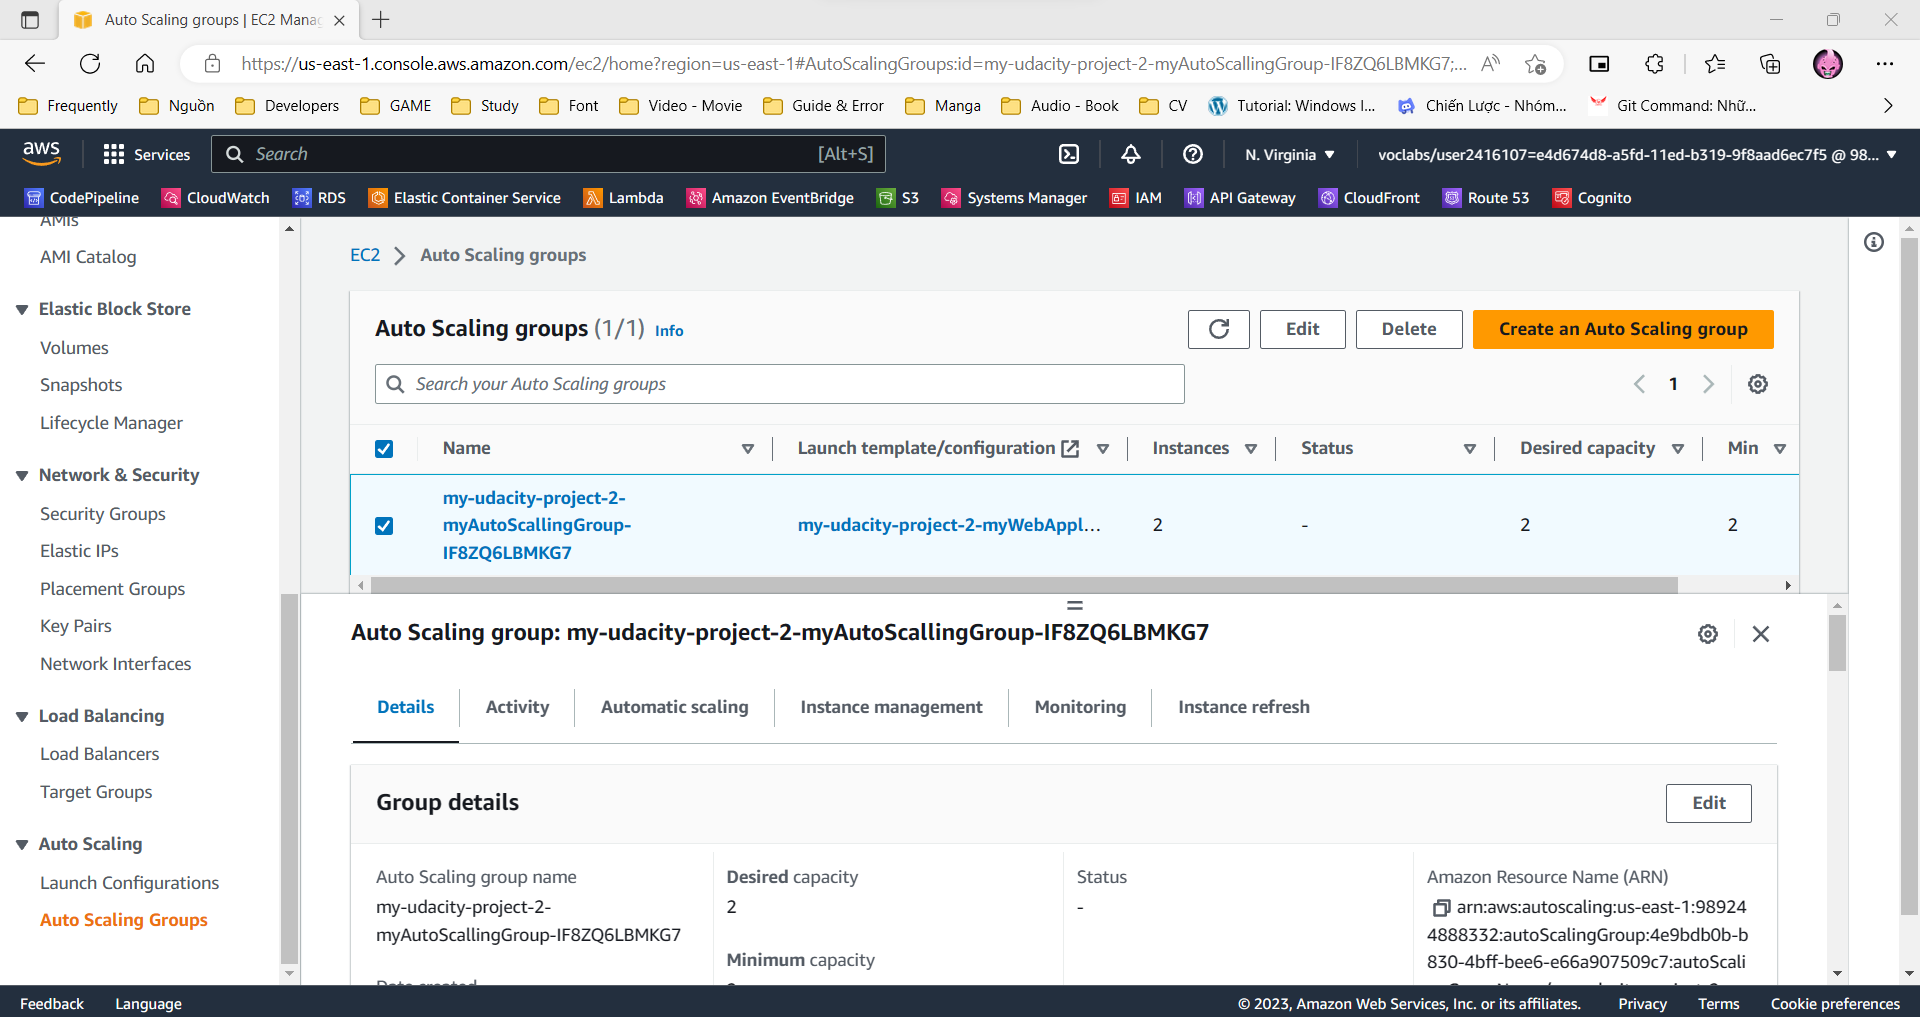 Auto Scaling groups | EC2 Manag
https://us-east-1.console.aws.amazon.com/ec2/home?region=us-east-1#AutoScalingGroups:id=my-udacity-project-2-myAutoScallingGroup-IF8ZQ6LBMKG7;...
Frequently
Nguồn
Developers
GAME
Study
Font
Video - Movie
Guide & Error
Manga
Audio - Book
CV
Tutorial: Windows I...
Chiến Lược - Nhóm...
Git Command: Nhữ...
aws
Services
Search
[Alt+S]
N. Virginia
voclabs/user2416107=e4d674d8-a5fd-11ed-b319-9f8aad6ec7f5 @ 98...
CodePipeline
CloudWatch
RDS
Elastic Container Service
Lambda
Amazon EventBridge
S3
Systems Manager
IAM
API Gateway
CloudFront
Route 53
Cognito
AMIs
AMI Catalog
Elastic Block Store
Volumes
Snapshots
Lifecycle Manager
Network & Security
Security Groups
Elastic IPs
Placement Groups
Key Pairs
Network Interfaces
Load Balancing
Load Balancers
Target Groups
Auto Scaling
Launch Configurations
Auto Scaling Groups
EC2 Auto Scaling groups
Auto Scaling groups (1/1) Info
Edit
Delete
Create an Auto Scaling group
Search your Auto Scaling groups
1
Name
Launch template/configuration
Instances
Status
Desired capacity
Min
my-udacity-project-2-
myAutoScallingGroup-
IF8ZQ6LBMKG7
my-udacity-project-2-myWebAppl...
2
-
2
2
Auto Scaling group: my-udacity-project-2-myAutoScallingGroup-IF8ZQ6LBMKG7
Details
Activity
Automatic scaling
Instance management
Monitoring
Instance refresh
Group details
Edit
Auto Scaling group name
my-udacity-project-2-
myAutoScallingGroup-IF8ZQ6LBMKG7
Date created
Desired capacity
2
Minimum capacity
Status
-
Amazon Resource Name (ARN)
arn:aws:autoscaling:us-east-1:98924
4888332:autoScalingGroup:4e9bdb0b-b
830-4bff-bee6-e66a907509c7:autoScali
Feedback
Language
© 2023, Amazon Web Services, Inc. or its affiliates.
Privacy
Terms
Cookie preferences